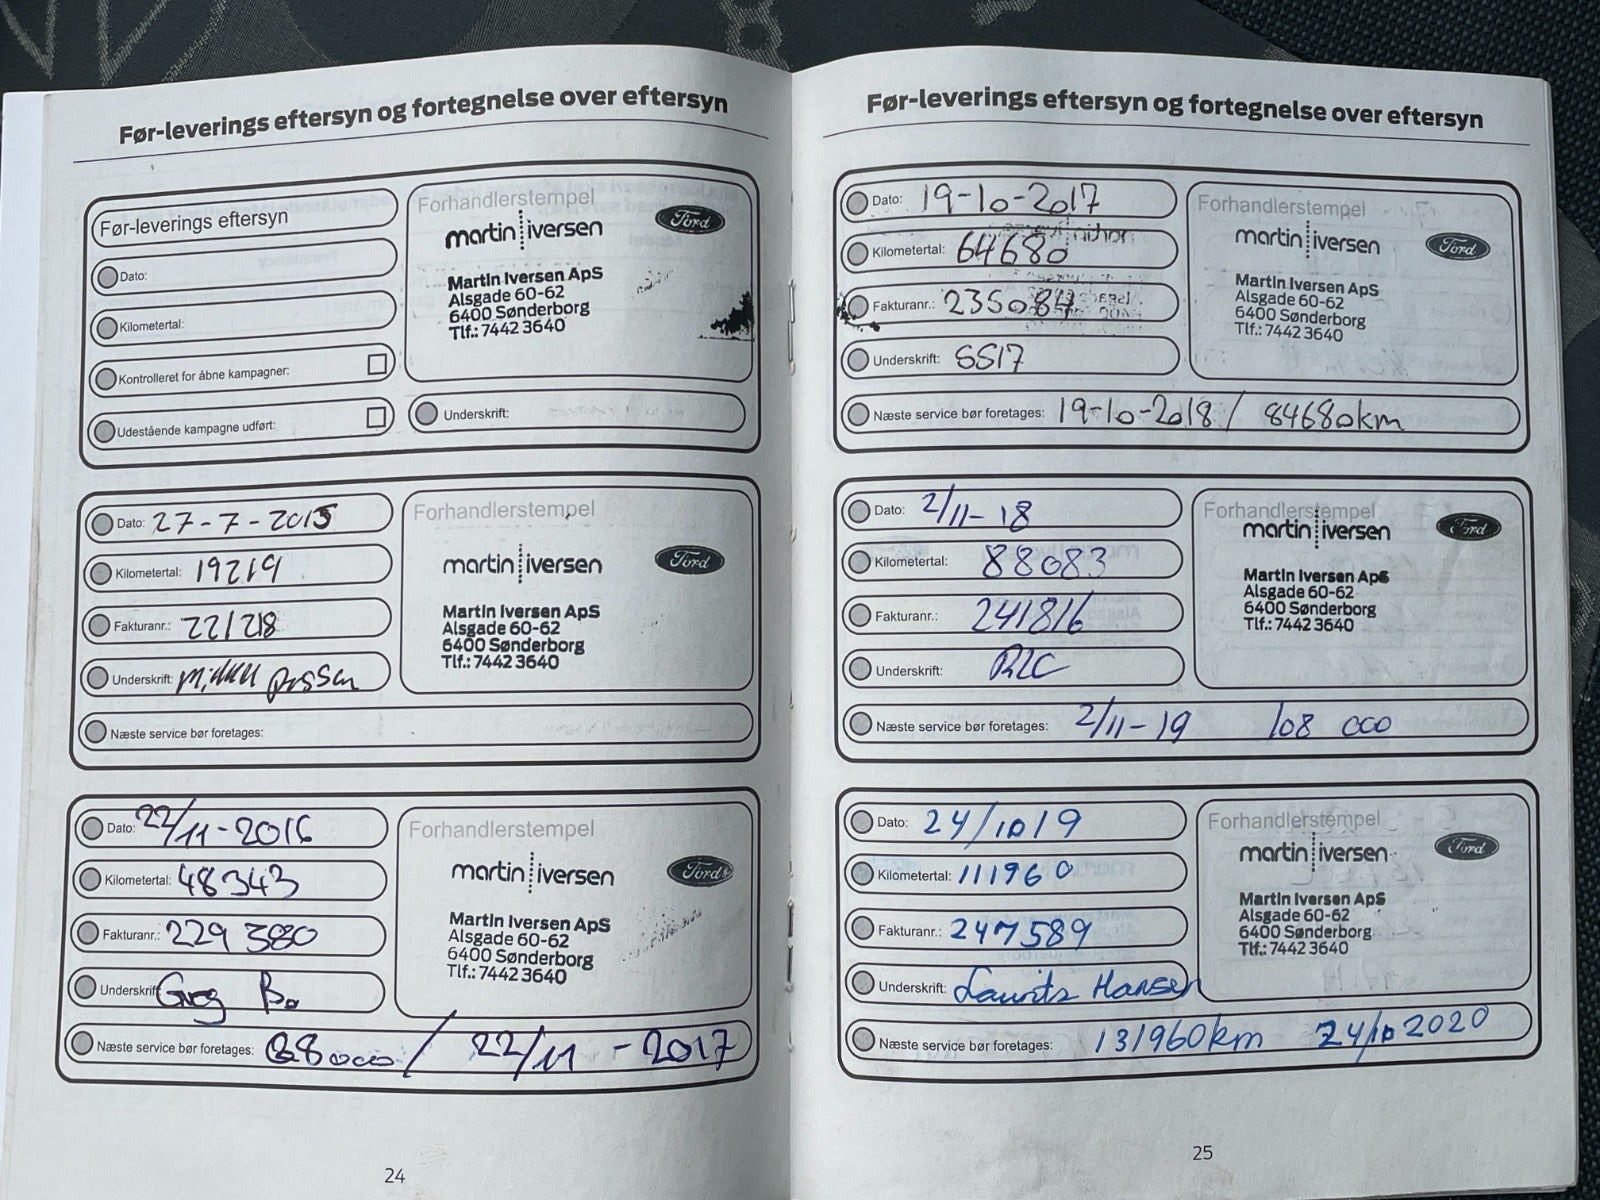 Før-leverings eftersyn og fortegnelse over eftersyn
Før-leverings eftersyn
Dato:
Kilometertal:
Kontrolleret for åbne kampagner:
Udestående kampagne udført:
Forhandlerstempel
martin iversen
Ford
Martin Iversen ApS
Alsgade 60-62
6400 Sønderborg
Tlf.: 7442 3640
Underskrift:
Dato: 27-7-2015
Kilometertal: 19219
Fakturanr.: 221218
Underskrift:
Forhandlerstempel
martin iversen
Ford
Martin Iversen ApS
Alsgade 60-62
6400 Sønderborg
Tlf.: 7442 3640
Næste service bør foretages:
Dato: 22/11-2016
Kilometertal: 48343
Fakturanr.: 229 380
Underskrift
Forhandlerstempel
martin iversen
Ford
Martin Iversen ApS
Alsgade 60-62
6400 Sønderborg
Tlf.: 7442 3640
Næste service bør foretages: 68000 / 22/11 - 2017
24
Før-leverings eftersyn og fortegnelse over eftersyn
Dato: 19-10-2017
Kilometertal: 64680
Fakturanr.: 235084
Underskrift: SS17
Forhandlerstempel
martin iversen
Ford
Martin Iversen ApS
Alsgade 60-62
6400 Sønderborg
Tlf.: 7442 3640
Næste service bør foretages: 19-10-2018 / 84680km
Dato: 2/11-18
Kilometertal: 88083
Fakturanr.: 241816
Underskrift:
Forhandlerstempel
martin iversen
Ford
Martin Iversen ApS
Alsgade 60-62
6400 Sønderborg
Tlf.: 7442 3640
Næste service bør foretages: 2/11-19 108 000
Dato: 24/10 19
Kilometertal: 111960
Fakturanr.: 247589
Underskrift: Laurits Hansen
Forhandlerstempel
martin iversen
Ford
Martin Iversen ApS
Alsgade 60-62
6400 Sønderborg
Tlf.: 7442 3640
Næste service bør foretages: 131960km 24/10 2020
25